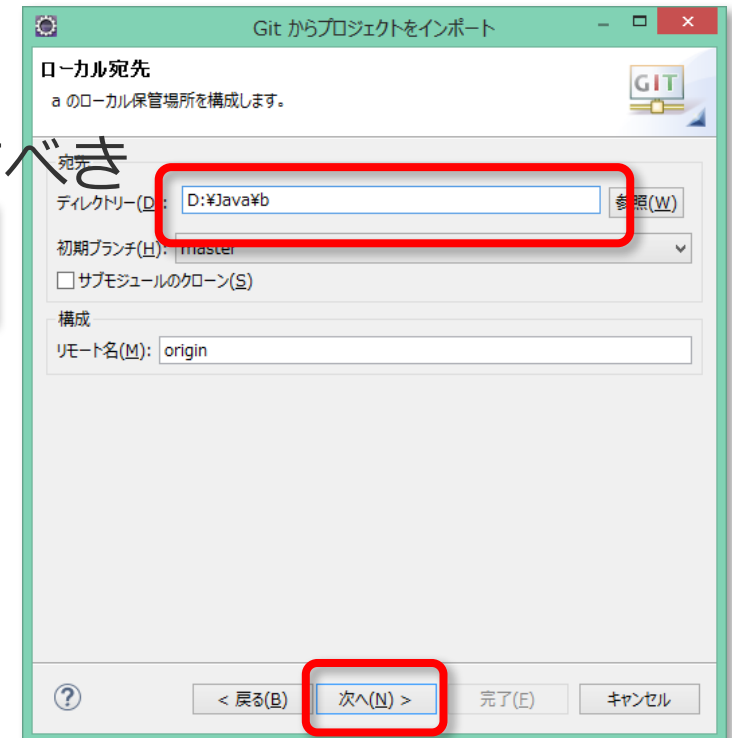 Git からプロジェクトをインポート
ローカル宛先
a のローカル保管場所を構成します。
GIT
べき
宛先
ディレクトリー(D): D:¥Java¥b 参照(W)
初期ブランチ(H): master
サブモジュールのクローン(S)
構成
リモート名(M): origin
< 戻る(B) 次へ(N) > 完了(F) キャンセル